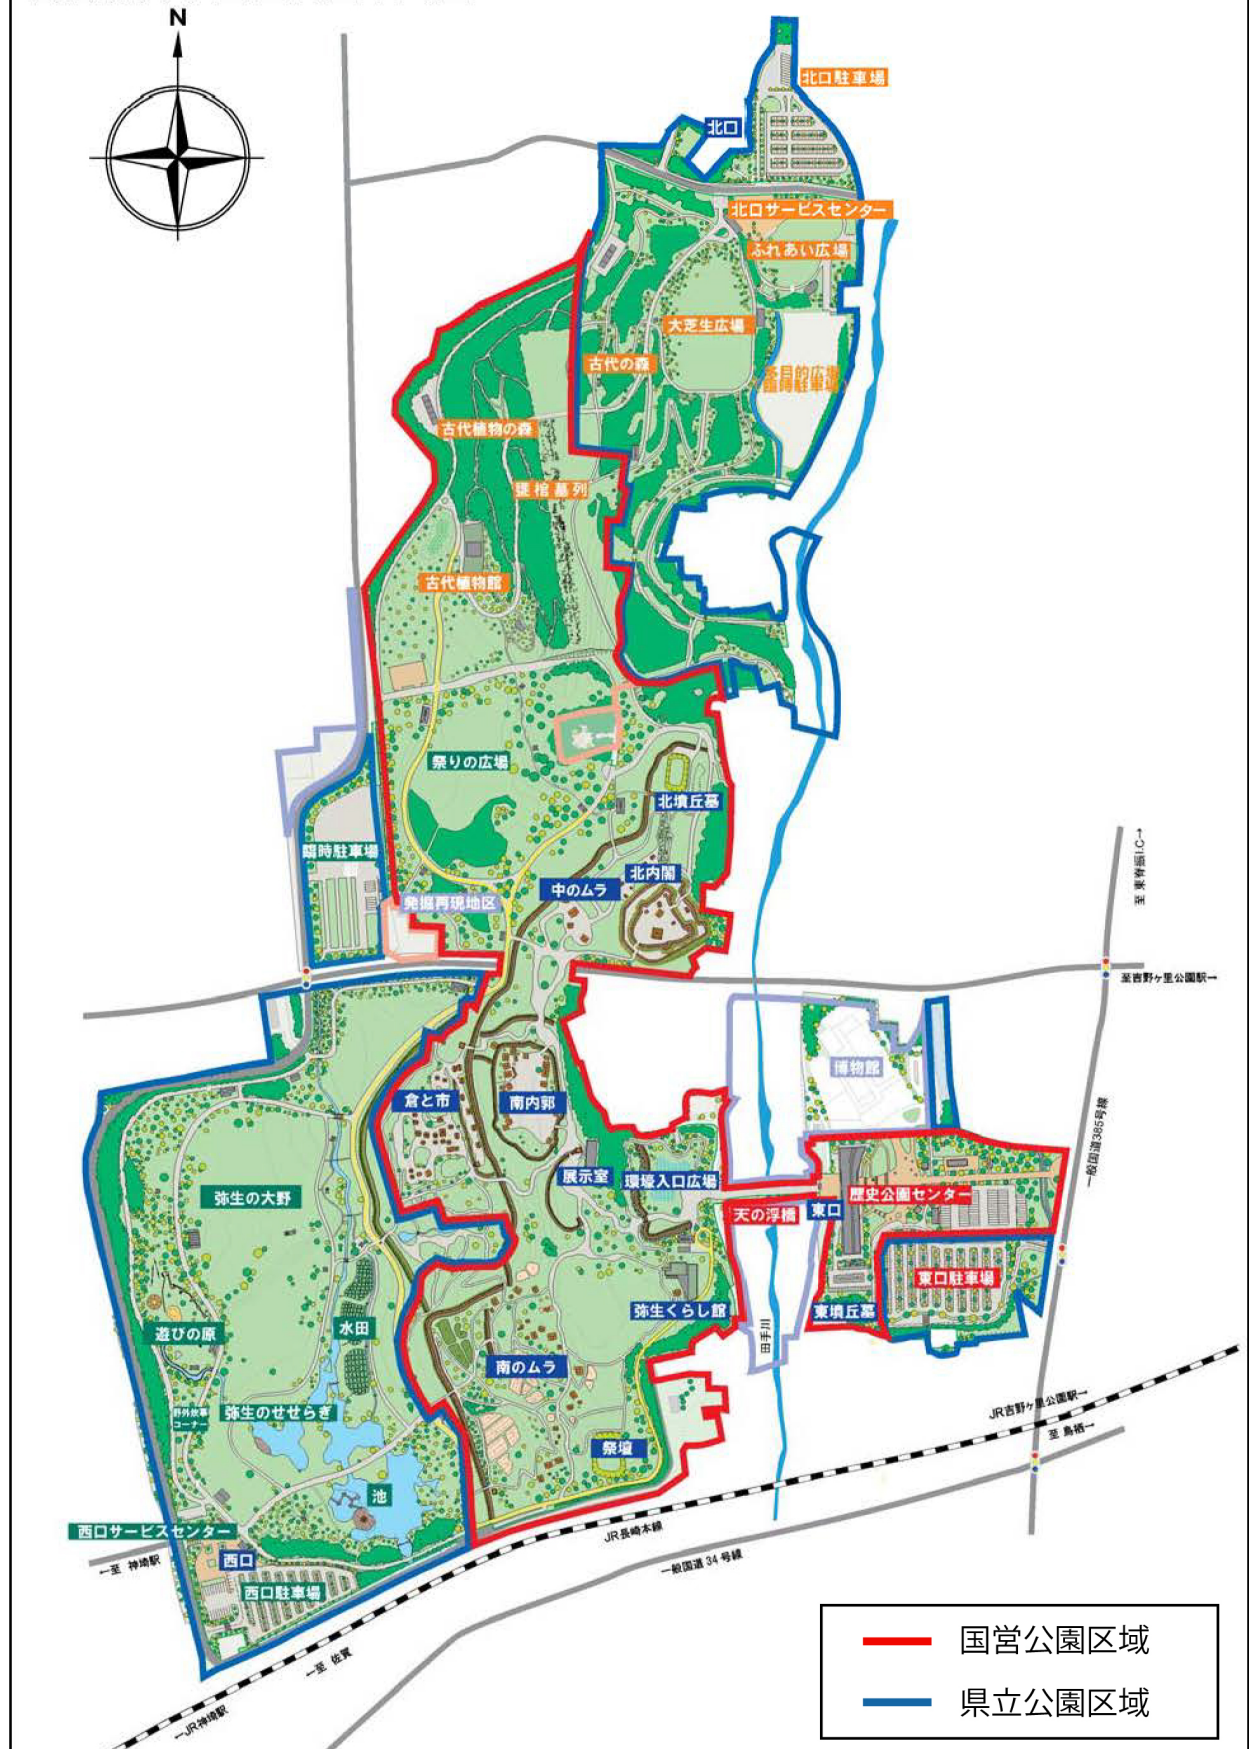 N
北口駐車場
北口
北口サービスセンター
ふれあい広場
大芝生広場
古代の森
多目的広場
(臨時駐車場)
古代植物の森
甕棺墓列
古代植物館
祭りの広場
北墳丘墓
臨時駐車場
北内閣
中のムラ
発掘再現地区
至 東脊振I.C→
至吉野ヶ里公園駅→
博物館
倉と市
南内郭
一般国道385号線
展示室
環壕入口広場
弥生の大野
歴史公園センター
天の浮橋
東口
東口駐車場
弥生くらし館
東墳丘墓
田手川
遊びの原
水田
南のムラ
野外炊事
コーナー
弥生のせせらぎ
JR吉野ヶ里公園駅→
至 鳥栖→
祭壇
池
西口サービスセンター
JR長崎本線
←至 神埼駅
西口
一般国道 34 号線
西口駐車場
←至 佐賀
←JR神埼駅
国営公園区域
県立公園区域